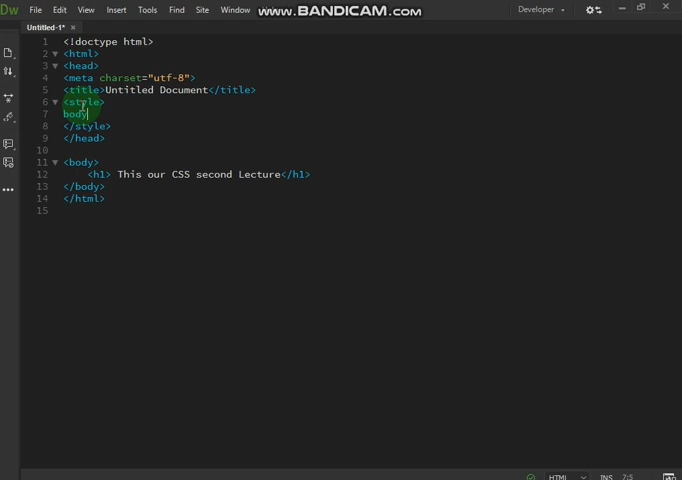 Dw File Edit View Insert Tools Find Site Window www.BANDICAM.com Developer
Untitled-1* ×
1 <!doctype html>
2 <html>
3 <head>
4 <meta charset="utf-8">
5 <title>Untitled Document</title>
6 <style>
7 body
8 </style>
9 </head>
10
11 <body>
12 <h1> This our CSS second Lecture</h1>
13 </body>
14 </html>
15
HTML INS 7:5